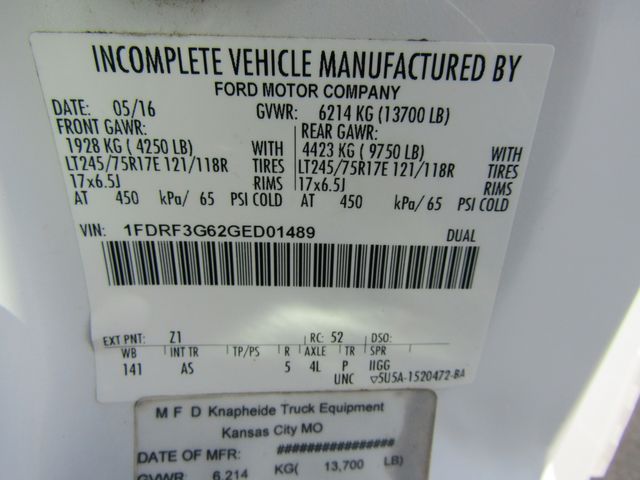 INCOMPLETE VEHICLE MANUFACTURED BY
FORD MOTOR COMPANY
DATE: 05/16 GVWR: 6214 KG (13700 LB)
FRONT GAWR: REAR GAWR:
1928 KG ( 4250 LB) WITH 4423 KG ( 9750 LB) WITH
LT245/75R17E 121/118R TIRES LT245/75R17E 121/118R TIRES
17x6.5J RIMS 17x6.5J RIMS
AT 450 kPa/ 65 PSI COLD AT 450 kPa/ 65 PSI COLD
VIN: 1FDRF3G62GED01489 DUAL
EXT PNT: Z1 RC: 52 DSO:
WB INT TR TP/PS R AXLE TR SPR
141 AS 5 4L P IIGG
UNC ▽5U5A-1520472-BA
M F D Knapheide Truck Equipment
Kansas City MO
DATE OF MFR: ################
GVWR: 6,214 KG( 13,700 LB)